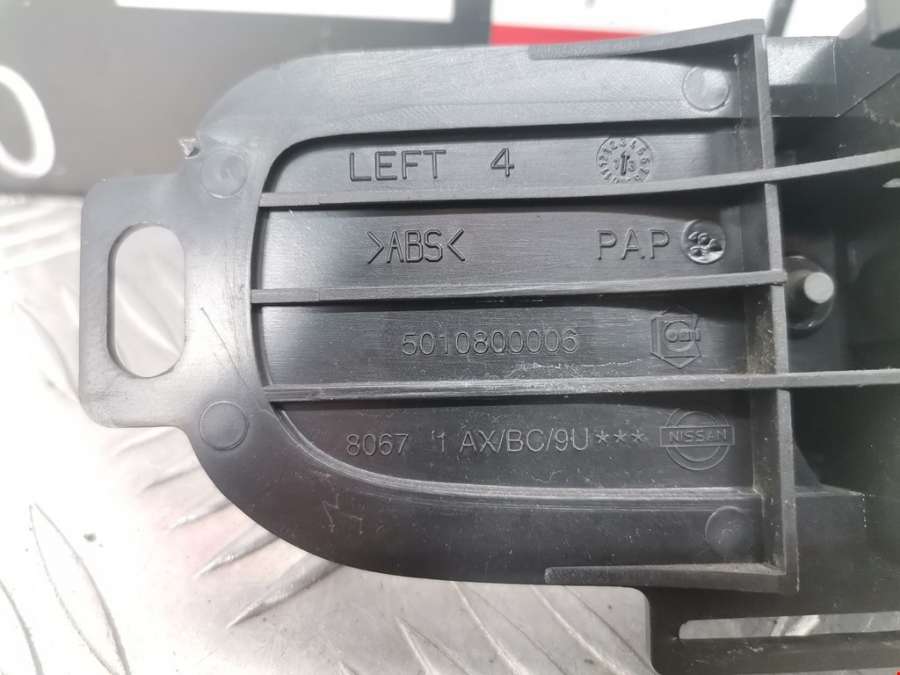 LEFT 4
>ABS<
PAP
5010800006
8067 1 AX/BC/9U***
NISSAN